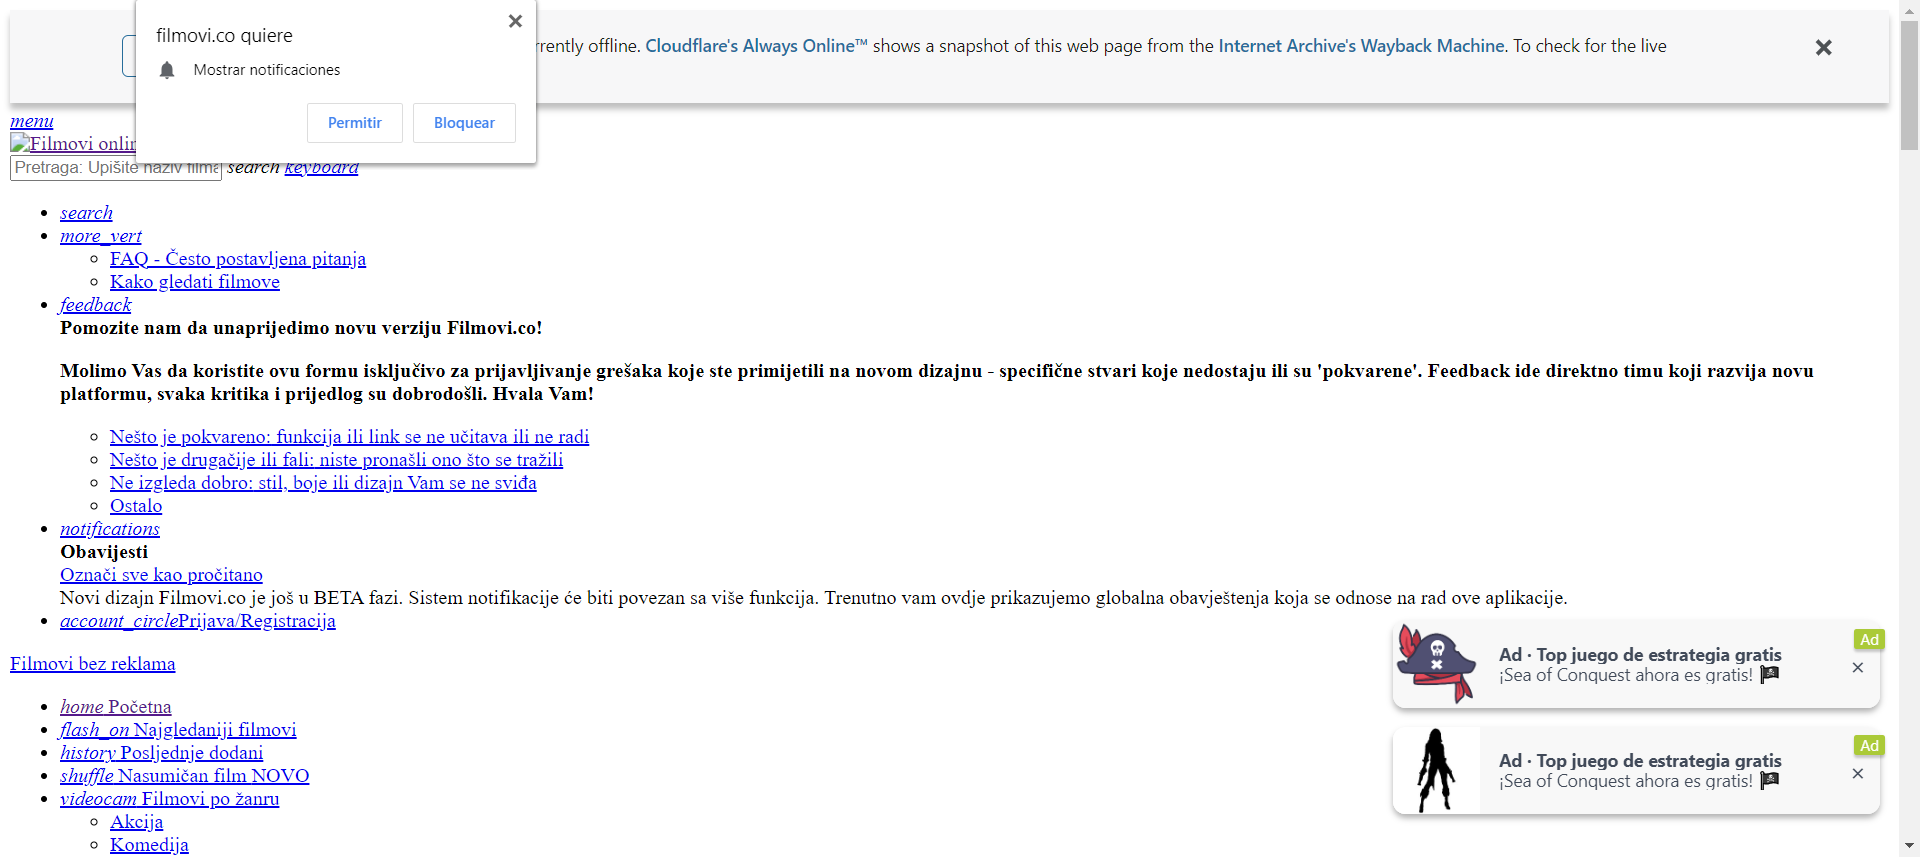 filmovi.co quiere
Mostrar notificaciones
Permitir
Bloquear
offline. Cloudflare's Always Online™ shows a snapshot of this web page from the Internet Archive's Wayback Machine. To check for the live
menu
Filmovi
Pretraga: Upišite naziv search keyboard
search
more_vert
FAQ - Često postavljena pitanja
Kako gledati filmove
feedback
Pomozite nam da unaprijedimo novu verziju Filmovi.co!
Molimo Vas da koristite ovu formu isključivo za prijavljivanje grešaka koje ste primijetili na novom dizajnu - specifične stvari koje nedostaju ili su 'pokvarene'. Feedback ide direktno timu koji razvija novu
platformu, svaka kritika i prijedlog su dobrodošli. Hvala Vam!
Nešto je pokvareno: funkcija ili link se ne učitava ili ne radi
Nešto je drugačije ili fali: niste pronašli ono što se tražili
Ne izgleda dobro: stil, boje ili dizajn Vam se ne sviđa
Ostalo
notifications
Obavijesti
Označi sve kao pročitano
Novi dizajn Filmovi.co je još u BETA fazi. Sistem notifikacije će biti povezan sa više funkcija. Trenutno vam ovdje prikazujemo globalna obavještenja koja se odnose na rad ove aplikacije.
account_circlePrijava/Registracija
Filmovi bez reklama
home Početna
flash_on Najgledaniji filmovi
history Posljednje dodani
shuffle Nasumičan film NOVO
videocam Filmovi po žanru
Akcija
Komedija
Ad
Ad · Top juego de estrategia gratis
¡Sea of Conquest ahora es gratis! 🏴‍☠️
Ad
Ad · Top juego de estrategia gratis
¡Sea of Conquest ahora es gratis! 🏴‍☠️